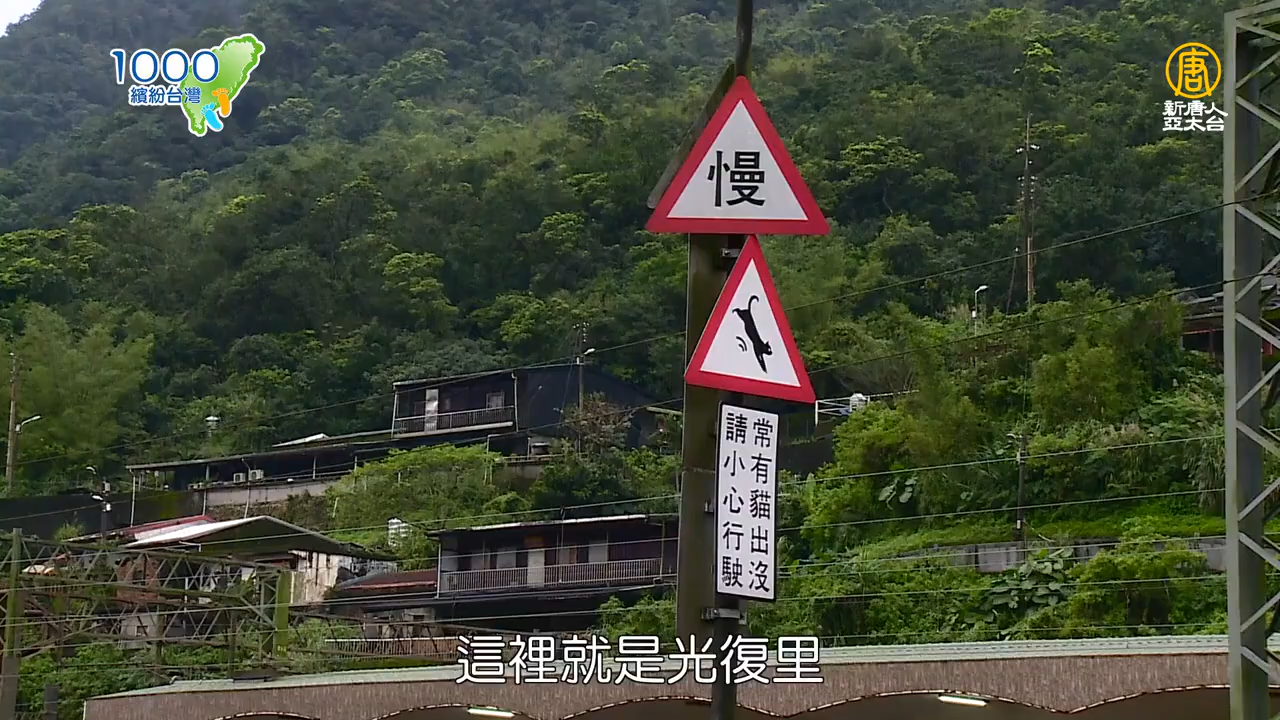 1000
繽紛台灣
唐
新唐人
亞太台
慢
常有貓出沒
請小心行駛
這裡就是光復里